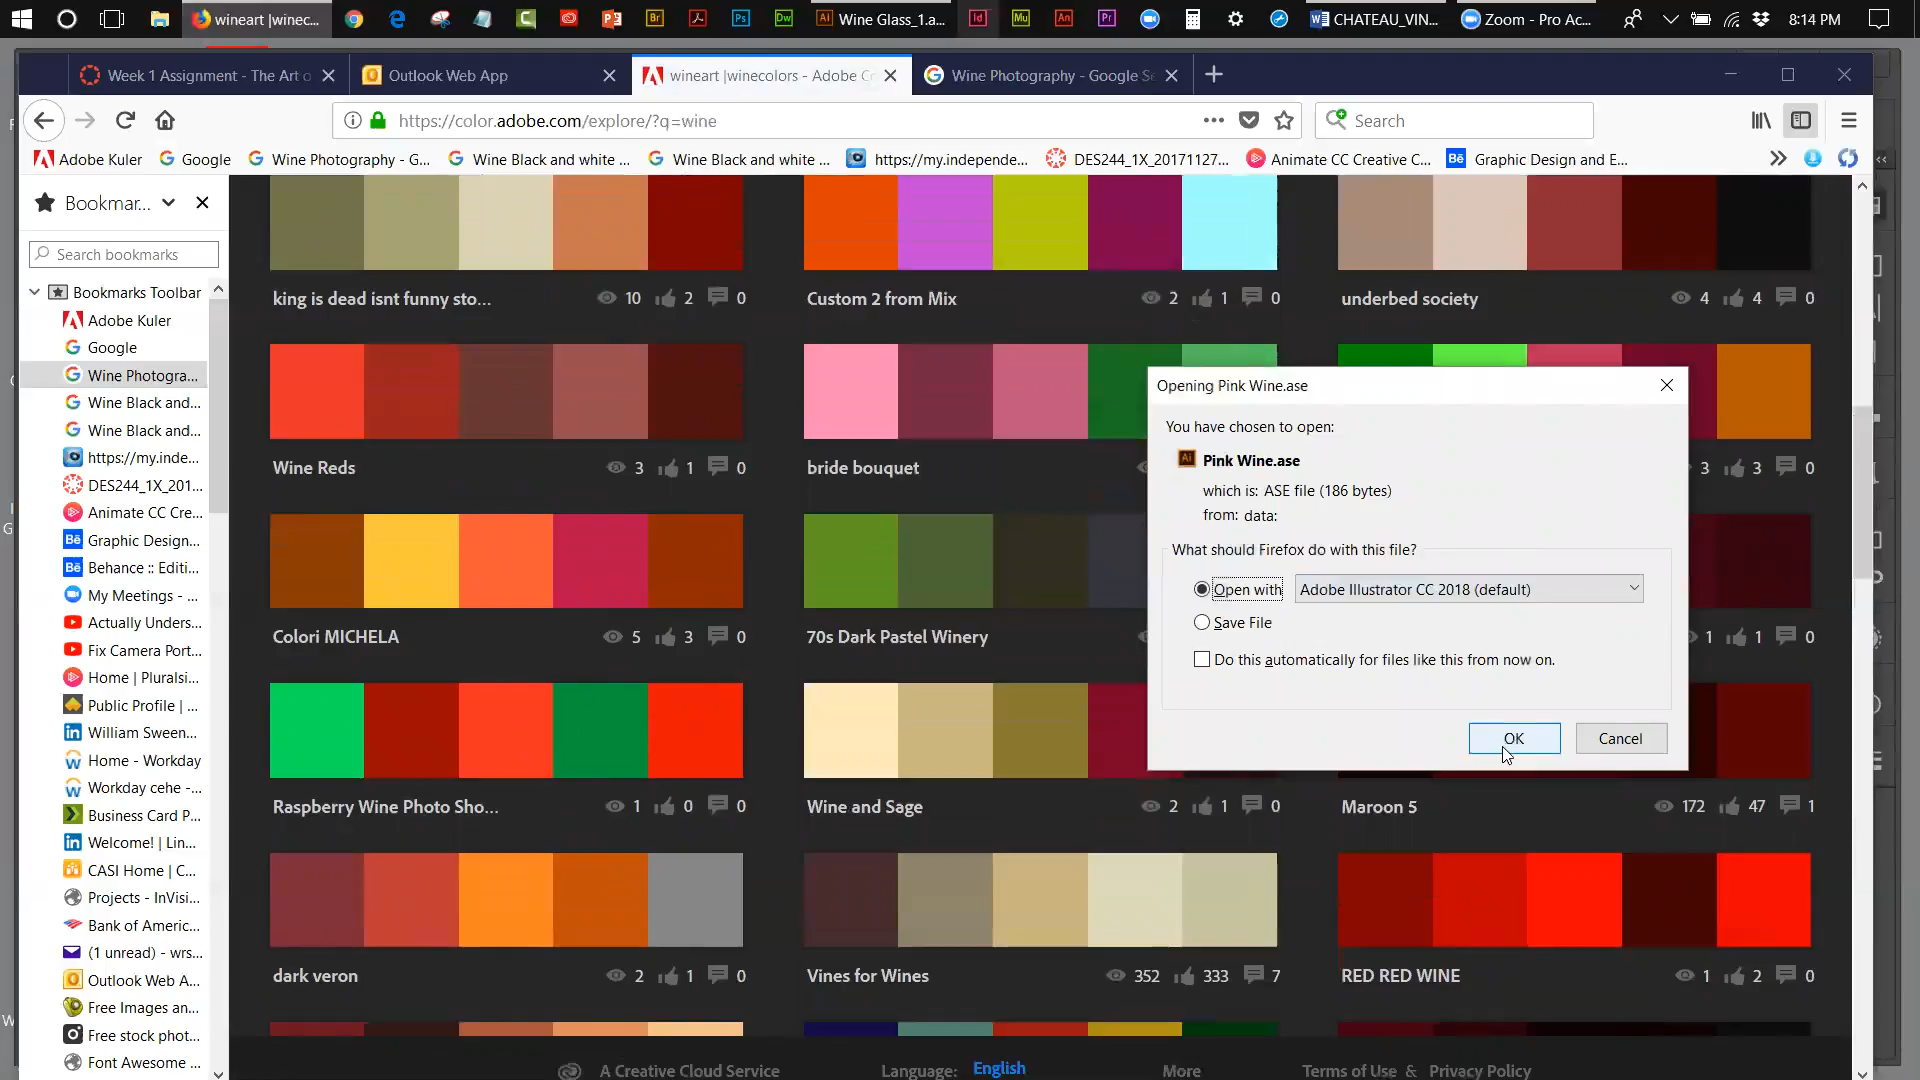 wineart |winec...
Wine Glass_1.a...
CHATEAU_VIN...
Zoom - Pro Ac...
8:14 PM
Week 1 Assignment - The Art o
Outlook Web App
wineart |winecolors - Adobe C
Wine Photography - Google Se
https://color.adobe.com/explore/?q=wine
Search
Adobe Kuler
Google
Wine Photography - G...
Wine Black and white ...
Wine Black and white ...
https://my.independe...
DES244_1X_20171127...
Animate CC Creative C...
Graphic Design and E...
Bookmar...
Search bookmarks
Bookmarks Toolbar
Adobe Kuler
Google
Wine Photogra...
Wine Black and...
Wine Black and...
https://my.inde...
DES244_1X_201...
Animate CC Cre...
Graphic Design...
Behance :: Editi...
My Meetings - ...
Actually Unders...
Fix Camera Port...
Home | Pluralsi...
Public Profile | ...
William Sween...
Home - Workday
Workday cehe -...
Business Card P...
Welcome! | Lin...
CASI Home | C...
Projects - InVisi...
Bank of Americ...
(1 unread) - wrs...
Outlook Web A...
Free Images an...
Free stock phot...
Font Awesome ...
king is dead isnt funny sto... 10 2 0
Custom 2 from Mix 2 1 0
underbed society 4 4 0
Wine Reds 3 1 0
bride bouquet
3 3 0
Colori MICHELA 5 3 0
70s Dark Pastel Winery
1 1 0
Raspberry Wine Photo Sho... 1 0 0
Wine and Sage 2 1 0
Maroon 5 172 47 1
dark veron 2 1 0
Vines for Wines 352 333 7
RED RED WINE 1 2 0
Opening Pink Wine.ase
You have chosen to open:
Pink Wine.ase
which is: ASE file (186 bytes)
from: data:
What should Firefox do with this file?
Open with Adobe Illustrator CC 2018 (default)
Save File
Do this automatically for files like this from now on.
OK Cancel
A Creative Cloud Service Language: English More Terms of Use & Privacy Policy